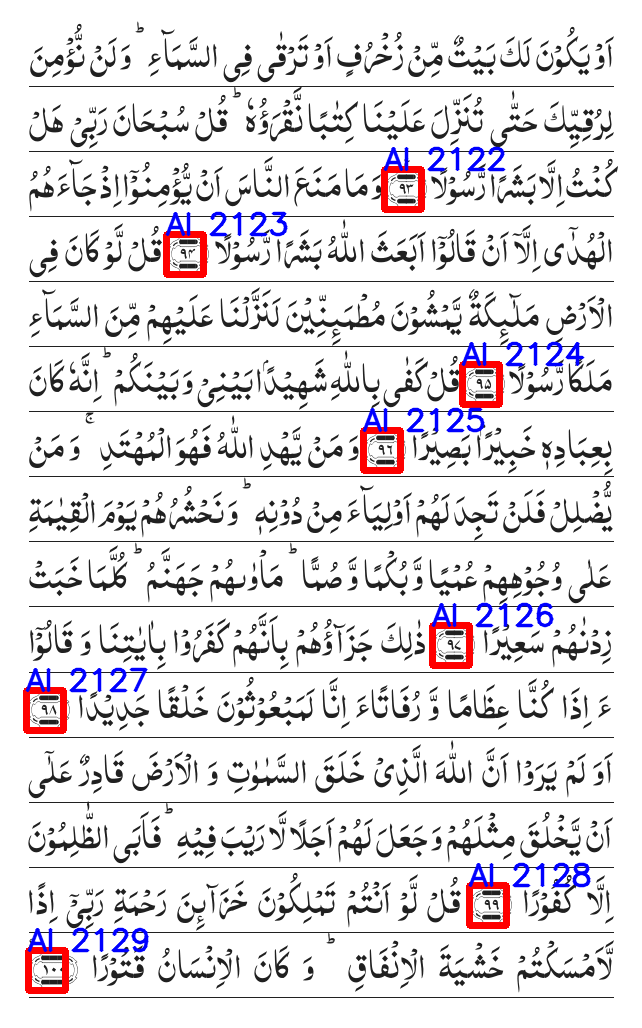 اَوْ يَكُوْنَ لَكَ بَيْتٌ مِّنْ زُخْرُفٍ اَوْ تَرْقٰى فِى السَّمَآءِ ؕ وَلَنْ نُّؤْمِنَ
لِرُقِيِّكَ حَتّٰى تُنَزِّلَ عَلَيْنَا كِتٰبًا نَّقْرَؤُهٗ ؕ قُلْ سُبْحَانَ رَبِّىْ هَلْ
AI 2122
كُنْتُ اِلَّا بَشَرًا رَّسُوْلًا ۹۳ وَمَا مَنَعَ النَّاسَ اَنْ يُّؤْمِنُوْۤا اِذْ جَآءَهُمُ
AI 2123
الْهُدٰٓى اِلَّاۤ اَنْ قَالُوْۤا اَبَعَثَ اللّٰهُ بَشَرًا رَّسُوْلًا ۹۴ قُلْ لَّوْ كَانَ فِى
الْاَرْضِ مَلٰٓئِكَةٌ يَّمْشُوْنَ مُطْمَئِنِّيْنَ لَنَزَّلْنَا عَلَيْهِمْ مِّنَ السَّمَآءِ
AI 2124
مَلَكًا رَّسُوْلًا ۹۵ قُلْ كَفٰى بِاللّٰهِ شَهِيْدًۢا بَيْنِىْ وَبَيْنَكُمْ ؕ اِنَّهٗ كَانَ
AI 2125
بِعِبَادِهٖ خَبِيْرًۢا بَصِيْرًا ۹۶ وَمَنْ يَّهْدِ اللّٰهُ فَهُوَ الْمُهْتَدِ ۚ وَمَنْ
يُّضْلِلْ فَلَنْ تَجِدَ لَهُمْ اَوْلِيَآءَ مِنْ دُوْنِهٖ ؕ وَنَحْشُرُهُمْ يَوْمَ الْقِيٰمَةِ
عَلٰى وُجُوْهِهِمْ عُمْيًا وَّبُكْمًا وَّصُمًّا ؕ مَاْوٰٮهُمْ جَهَنَّمُ ؕ كُلَّمَا خَبَتْ
AI 2126
زِدْنٰهُمْ سَعِيْرًا ۹۷ ذٰلِكَ جَزَآؤُهُمْ بِاَنَّهُمْ كَفَرُوْا بِاٰيٰتِنَا وَ قَالُوْۤا
AI 2127
ءَ اِذَا كُنَّا عِظَامًا وَّ رُفَاتًاءَ اِنَّا لَمَبْعُوْثُوْنَ خَلْقًا جَدِيْدًا ۹۸
اَوَ لَمْ يَرَوْا اَنَّ اللّٰهَ الَّذِىْ خَلَقَ السَّمٰوٰتِ وَ الْاَرْضَ قَادِرٌ عَلٰٓى
اَنْ يَّخْلُقَ مِثْلَهُمْ وَجَعَلَ لَهُمْ اَجَلًا لَّا رَيْبَ فِيْهِ ؕ فَاَبَى الظّٰلِمُوْنَ
AI 2128
اِلَّا كُفُوْرًا ۹۹ قُلْ لَّوْ اَنْتُمْ تَمْلِكُوْنَ خَزَآئِنَ رَحْمَةِ رَبِّىْۤ اِذًا
AI 2129
لَّاَمْسَكْتُمْ خَشْيَةَ الْاِنْفَاقِ ؕ وَ كَانَ الْاِنْسَانُ قَتُوْرًا ۱۰۰